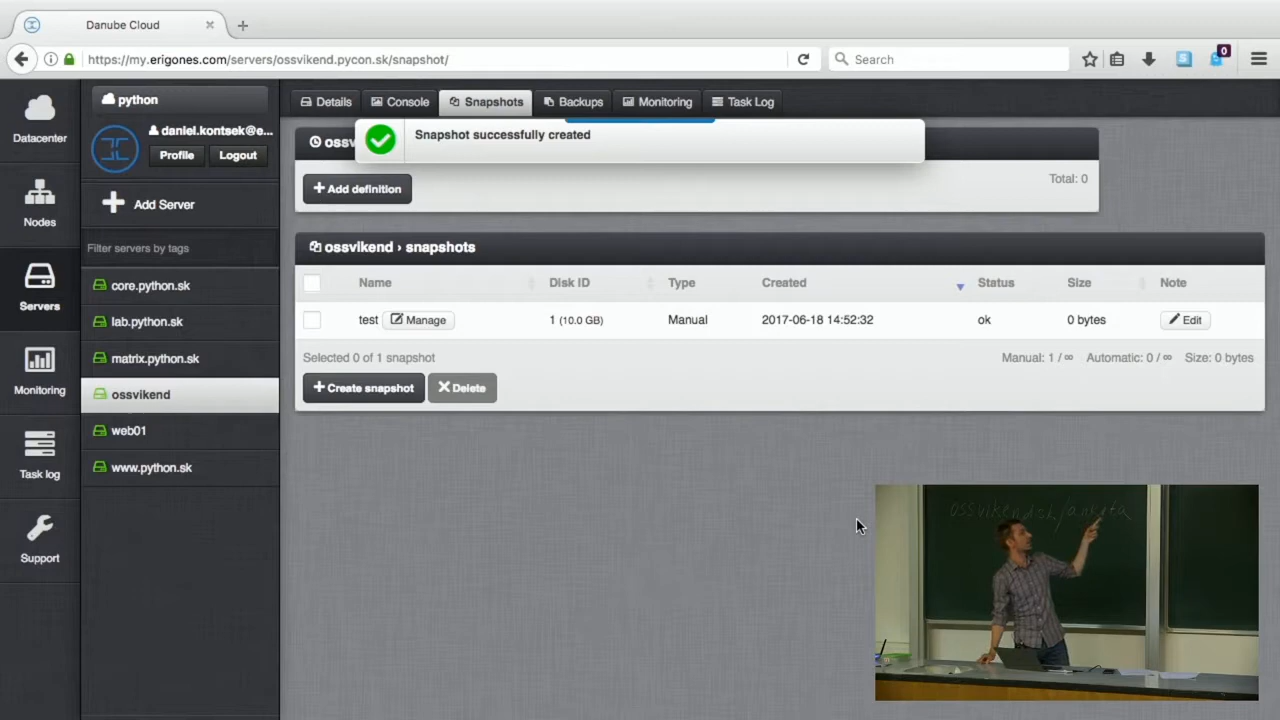 Danube Cloud
https://my.erigones.com/servers/ossvikend.pycon.sk/snapshot/
Search
0
Datacenter
Nodes
Servers
Monitoring
Task log
Support
python
daniel.kontsek@e...
Profile Logout
Add Server
Filter servers by tags
core.python.sk
lab.python.sk
matrix.python.sk
ossvikend
web01
www.python.sk
Details Console Snapshots Backups Monitoring Task Log
Snapshot successfully created
Add definition
Total: 0
ossvikend › snapshots
Name Disk ID Type Created Status Size Note
test Manage 1 (10.0 GB) Manual 2017-06-18 14:52:32 ok 0 bytes Edit
Selected 0 of 1 snapshot
Manual: 1 / ∞ Automatic: 0 / ∞ Size: 0 bytes
Create snapshot Delete
ossvikend.sk/anketa